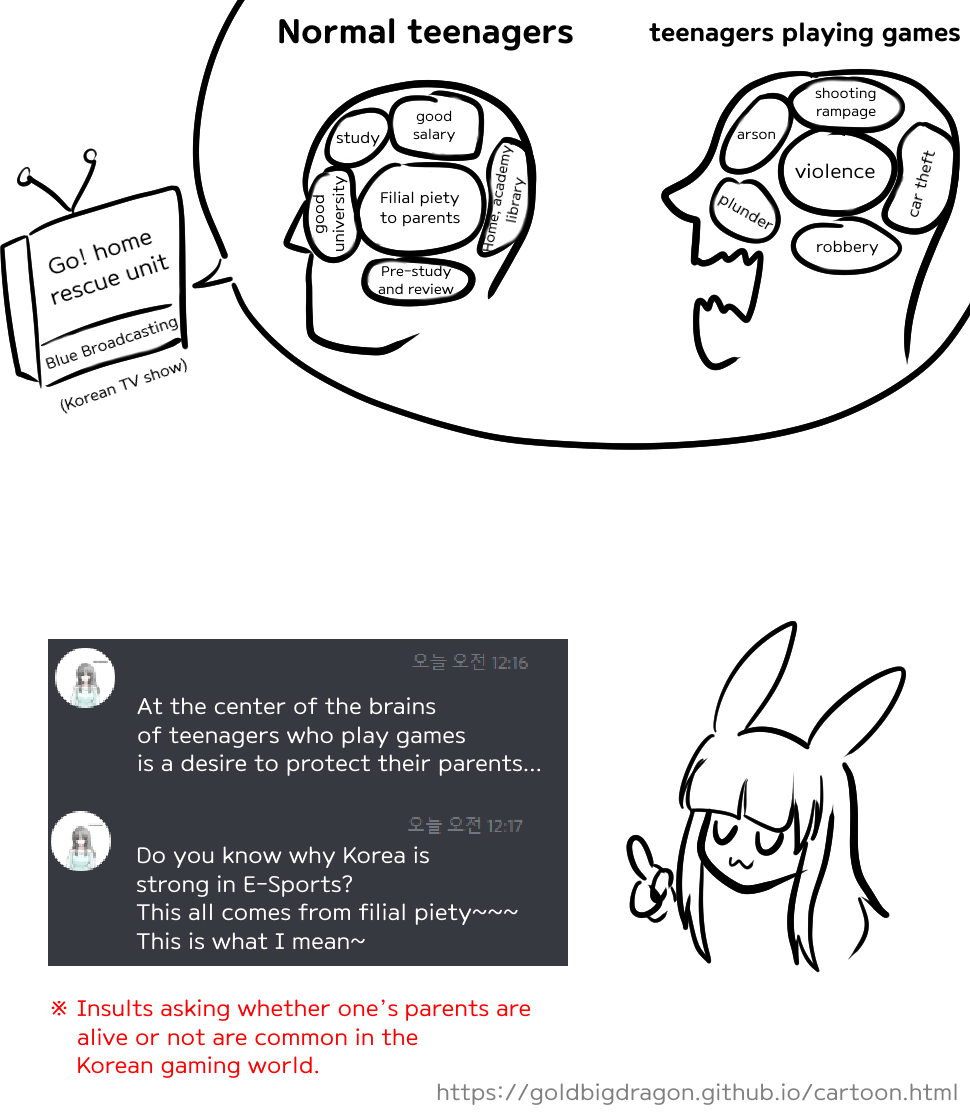 Normal teenagers
teenagers playing games
study
good
salary
good
university
Filial piety
to parents
Home, academy
library
Pre-study
and review
shooting
rampage
arson
violence
car theft
plunder
robbery
Go! home
rescue unit
Blue Broadcasting
(Korean TV show)
오늘 오전 12:16
At the center of the brains
of teenagers who play games
is a desire to protect their parents...
오늘 오전 12:17
Do you know why Korea is
strong in E-Sports?
This all comes from filial piety~~~
This is what I mean~
※ Insults asking whether one's parents are
alive or not are common in the
Korean gaming world.
https://goldbigdragon.github.io/cartoon.html